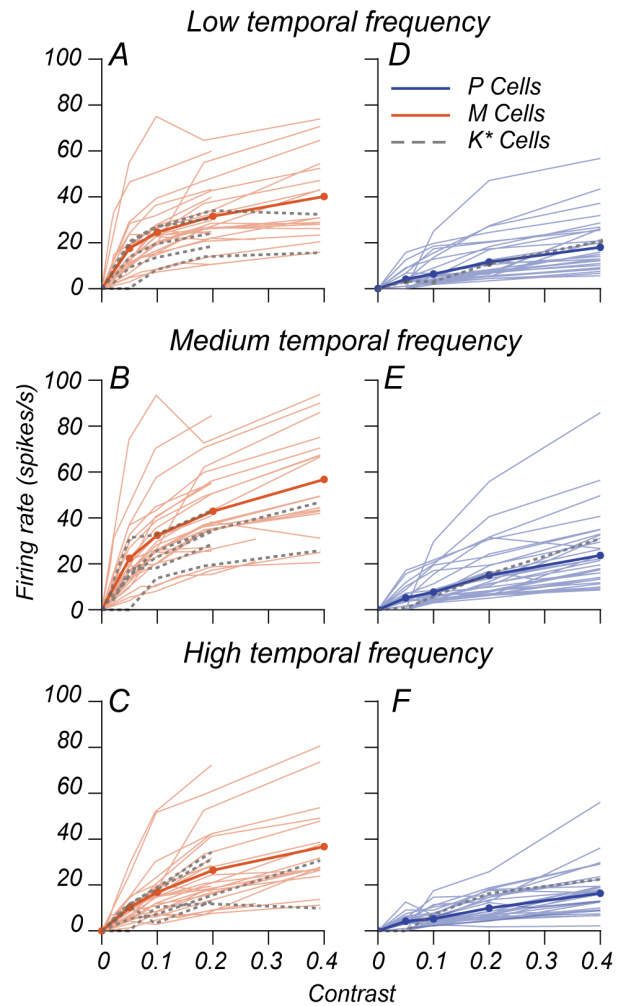 Low temporal frequency
A
D
100
80
60
40
20
0
P Cells
M Cells
K* Cells
Medium temporal frequency
B
E
100
80
60
40
20
0
Firing rate (spikes/s)
High temporal frequency
C
F
100
80
60
40
20
0
0 0.1 0.2 0.3 0.4
0 0.1 0.2 0.3 0.4
Contrast